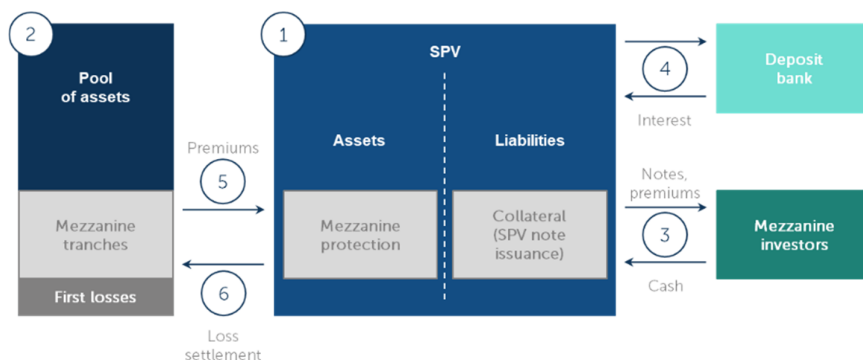 2
Pool
of assets
Mezzanine
tranches
First losses
Premiums
5
6
Loss
settlement
1
SPV
Assets
Liabilities
Mezzanine
protection
Collateral
(SPV note
issuance)
4
Interest
Notes,
premiums
3
Cash
Deposit
bank
Mezzanine
investors